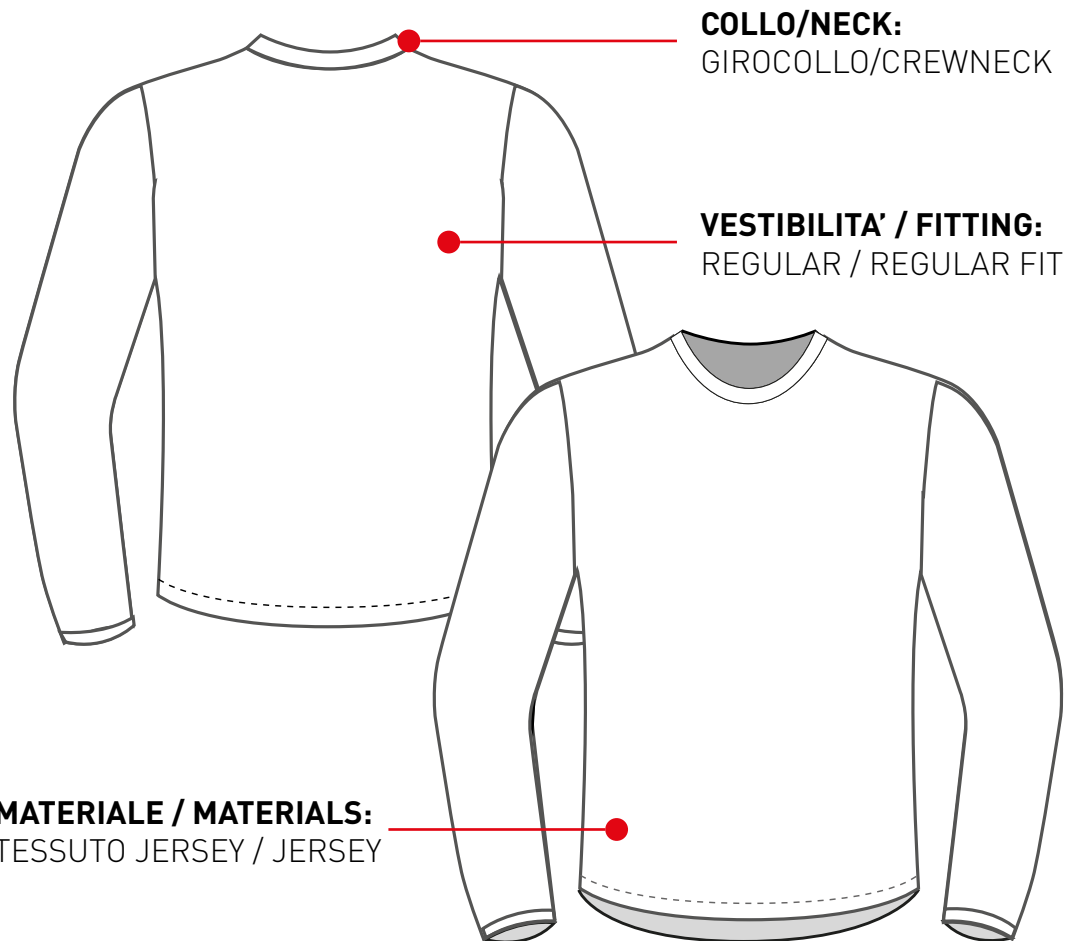 COLLO/NECK:
GIROCOLLO/CREWNECK
VESTIBILITA’ / FITTING:
REGULAR / REGULAR FIT
MATERIALE / MATERIALS:
TESSUTO JERSEY / JERSEY